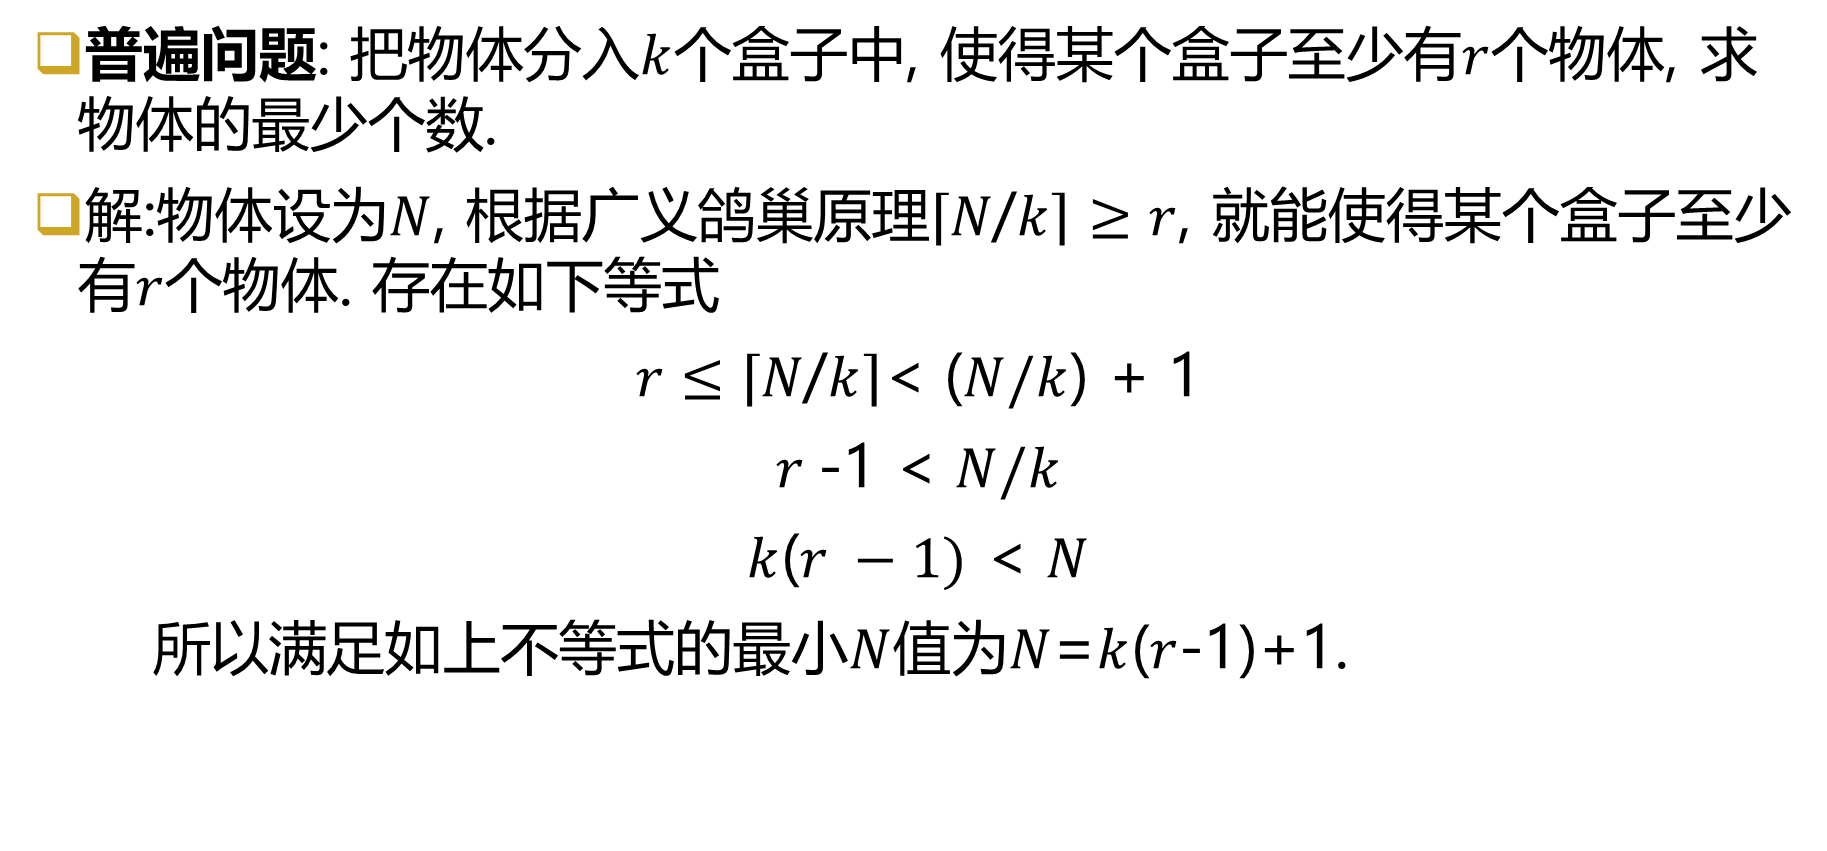 ❑普遍问题: 把物体分入k个盒子中, 使得某个盒子至少有r个物体, 求
物体的最少个数.
❑解:物体设为N, 根据广义鸽巢原理⌈N/k⌉ ≥ r, 就能使得某个盒子至少
有r个物体. 存在如下等式
r ≤ ⌈N/k⌉< (N/k) + 1
r -1 < N/k
k(r − 1) < N
所以满足如上不等式的最小N值为N=k(r-1)+1.